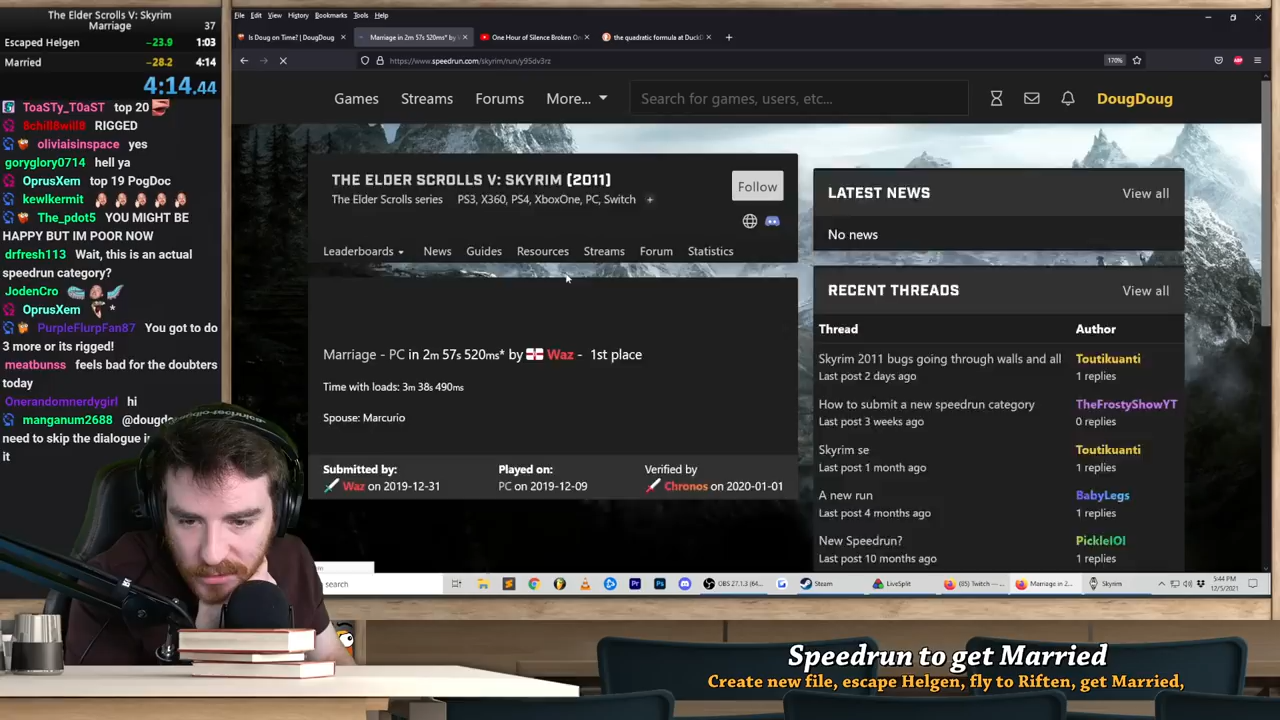 The Elder Scrolls V: Skyrim
Marriage 37
Escaped Helgen −23.9 1:03
Married −28.2 4:14
4:14.44
ToaSTy_T0aST top 20
8chill8will8 RIGGED
oliviaisinspace yes
goryglory0714 hell ya
OprusXem top 19 PogDoc
kewlkermit
The_pdot5 YOU MIGHT BE
HAPPY BUT IM POOR NOW
drfresh113 Wait, this is an actual
speedrun category?
JodenCro
OprusXem *
PurpleFlurpFan87 You got to do
3 more or its rigged!
meatbunss feels bad for the doubters
today
Onerandomnerdygirl hi
manganum2688
need to skip the dialogue
it
File Edit View History Bookmarks Tools Help
Is Doug on Time? | DougDoug
Marriage in 2m 57s 520ms* by
One Hour of Silence Broken
the quadratic formula at Duck
https://www.speedrun.com/skyrim/run/y95dv3rz
170%
Games Streams Forums More... Search for games, users, etc... DougDoug
THE ELDER SCROLLS V: SKYRIM (2011)
The Elder Scrolls series PS3, X360, PS4, XboxOne, PC, Switch +
Follow
Leaderboards News Guides Resources Streams Forum Statistics
Marriage - PC in 2m 57s 520ms* by Waz - 1st place
Time with loads: 3m 38s 490ms
Spouse: Marcurio
Submitted by: Played on: Verified by
Waz on 2019-12-31 PC on 2019-12-09 Chronos on 2020-01-01
LATEST NEWS View all
No news
RECENT THREADS View all
Thread Author
Skyrim 2011 bugs going through walls and all Toutikuanti
Last post 2 days ago 1 replies
How to submit a new speedrun category TheFrostyShowYT
Last post 3 weeks ago 0 replies
Skyrim se Toutikuanti
Last post 1 month ago 1 replies
A new run BabyLegs
Last post 4 months ago 1 replies
New Speedrun? PickleIOI
Last post 10 months ago 1 replies
search
OBS 27.1.3 (64...
Steam
LiveSplit
(85) Twitch —...
Marriage in 2...
Skyrim
5:44 PM
12/5/2021
Speedrun to get Married
Create new file, escape Helgen, fly to Riften, get Married,